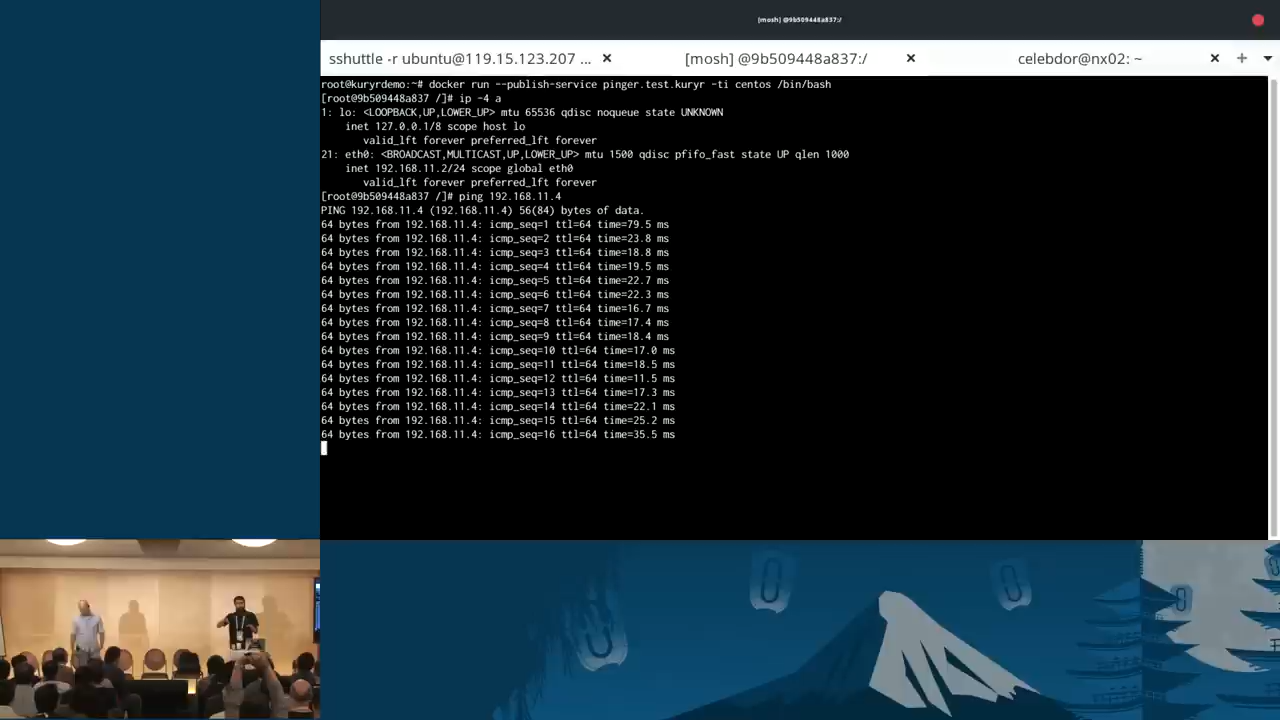 [mosh] @9b509448a837:/
sshuttle -r ubuntu@119.15.123.207 ... × [mosh] @9b509448a837:/ × celebdor@nx02: ~ ×
root@kuryrdemo:~# docker run --publish-service pinger.test.kuryr -ti centos /bin/bash
[root@9b509448a837 /]# ip -4 a
1: lo: <LOOPBACK,UP,LOWER_UP> mtu 65536 qdisc noqueue state UNKNOWN
inet 127.0.0.1/8 scope host lo
valid_lft forever preferred_lft forever
21: eth0: <BROADCAST,MULTICAST,UP,LOWER_UP> mtu 1500 qdisc pfifo_fast state UP qlen 1000
inet 192.168.11.2/24 scope global eth0
valid_lft forever preferred_lft forever
[root@9b509448a837 /]# ping 192.168.11.4
PING 192.168.11.4 (192.168.11.4) 56(84) bytes of data.
64 bytes from 192.168.11.4: icmp_seq=1 ttl=64 time=79.5 ms
64 bytes from 192.168.11.4: icmp_seq=2 ttl=64 time=23.8 ms
64 bytes from 192.168.11.4: icmp_seq=3 ttl=64 time=18.8 ms
64 bytes from 192.168.11.4: icmp_seq=4 ttl=64 time=19.5 ms
64 bytes from 192.168.11.4: icmp_seq=5 ttl=64 time=22.7 ms
64 bytes from 192.168.11.4: icmp_seq=6 ttl=64 time=22.3 ms
64 bytes from 192.168.11.4: icmp_seq=7 ttl=64 time=16.7 ms
64 bytes from 192.168.11.4: icmp_seq=8 ttl=64 time=17.4 ms
64 bytes from 192.168.11.4: icmp_seq=9 ttl=64 time=18.4 ms
64 bytes from 192.168.11.4: icmp_seq=10 ttl=64 time=17.0 ms
64 bytes from 192.168.11.4: icmp_seq=11 ttl=64 time=18.5 ms
64 bytes from 192.168.11.4: icmp_seq=12 ttl=64 time=11.5 ms
64 bytes from 192.168.11.4: icmp_seq=13 ttl=64 time=17.3 ms
64 bytes from 192.168.11.4: icmp_seq=14 ttl=64 time=22.1 ms
64 bytes from 192.168.11.4: icmp_seq=15 ttl=64 time=25.2 ms
64 bytes from 192.168.11.4: icmp_seq=16 ttl=64 time=35.5 ms